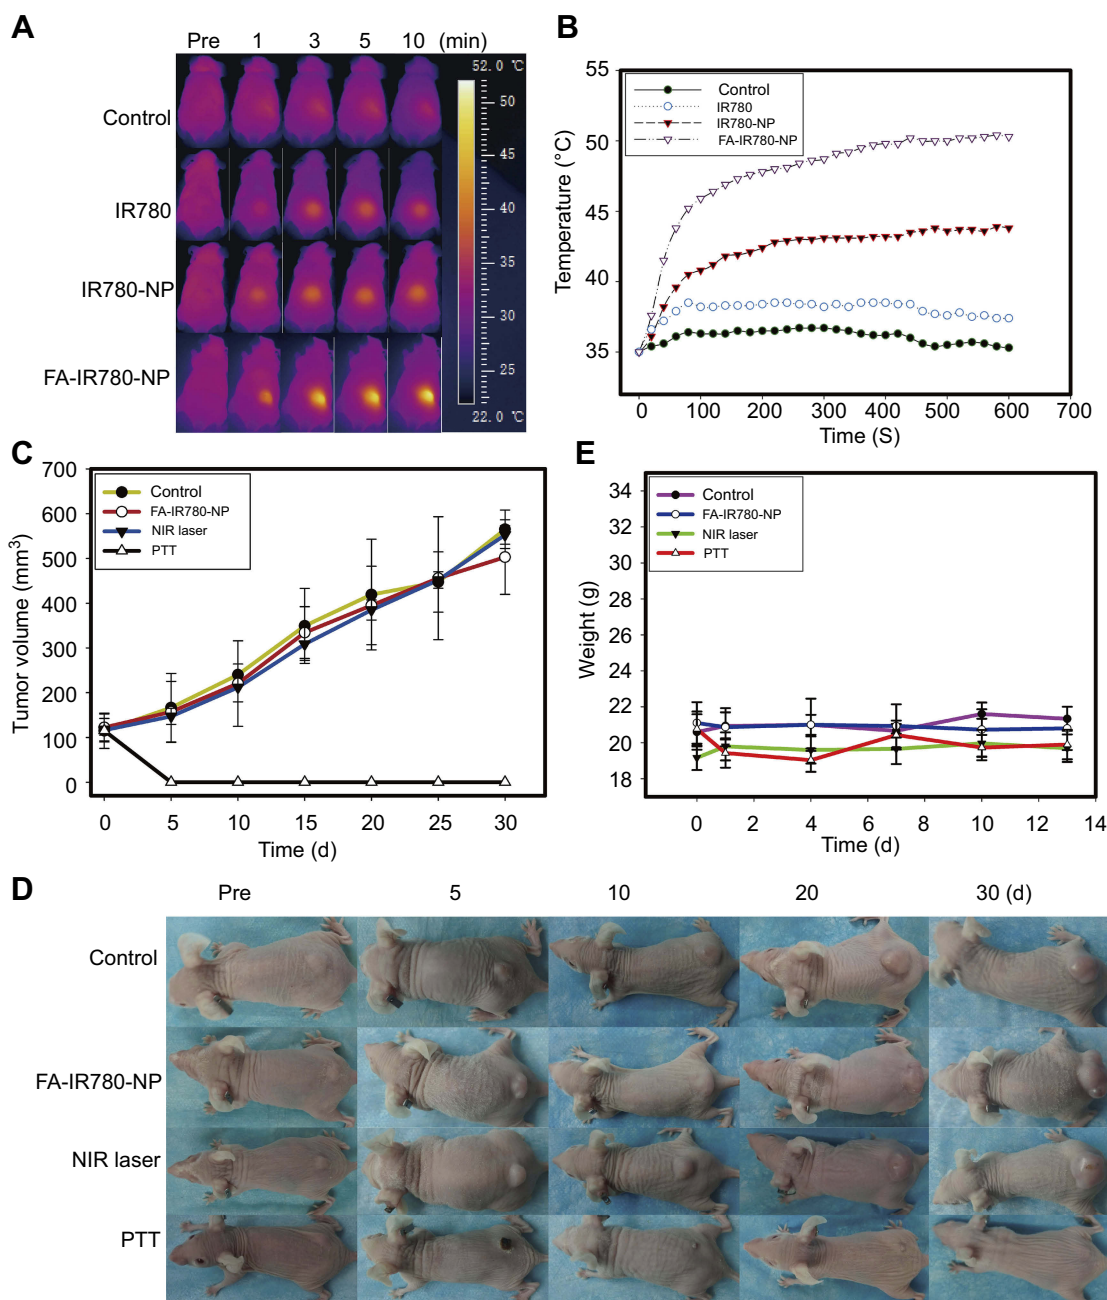 A
Pre 1 3 5 10 (min)
Control
IR780
IR780-NP
FA-IR780-NP
52.0 ℃
50
45
40
35
30
25
22.0 ℃
B
Temperature (°C)
55
50
45
40
35
Control
IR780
IR780-NP
FA-IR780-NP
0 100 200 300 400 500 600 700
Time (S)
C
Tumor volume (mm³)
700
600
500
400
300
200
100
0
Control
FA-IR780-NP
NIR laser
PTT
0 5 10 15 20 25 30
Time (d)
E
Weight (g)
34
32
30
28
26
24
22
20
18
Control
FA-IR780-NP
NIR laser
PTT
0 2 4 6 8 10 12 14
Time (d)
D
Pre 5 10 20 30 (d)
Control
FA-IR780-NP
NIR laser
PTT